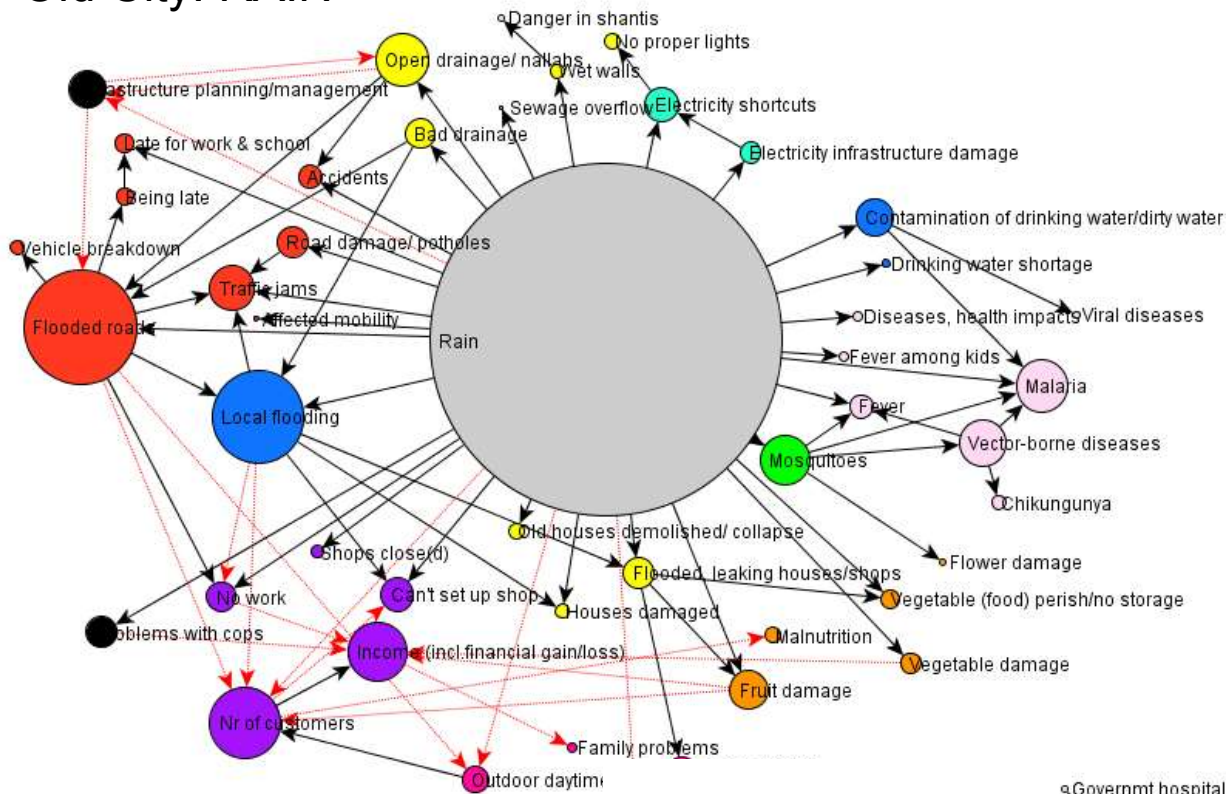 Danger in shantis
No proper lights
Open drainage/ nallahs
Wet walls
astructure planning/management
Sewage overflow
Electricity shortcuts
Bad drainage
Late for work & school
Electricity infrastructure damage
Accidents
Being late
Contamination of drinking water/dirty water
Vehicle breakdown
Road damage/ potholes
Drinking water shortage
Traffic jams
Diseases, health impacts
Viral diseases
Affected mobility
Flooded roads
Rain
Fever among kids
Malaria
Fever
Local flooding
Vector-borne diseases
Mosquitoes
Chikungunya
Old houses demolished/ collapse
Shops close(d)
Flower damage
Flooded, leaking houses/shops
No work
Can't set up shop
Vegetable (food) perish/no storage
Houses damaged
oblems with cops
Malnutrition
Income (incl.financial gain/loss)
Vegetable damage
Fruit damage
Nr of customers
Family problems
Outdoor daytime
Governmt hospital